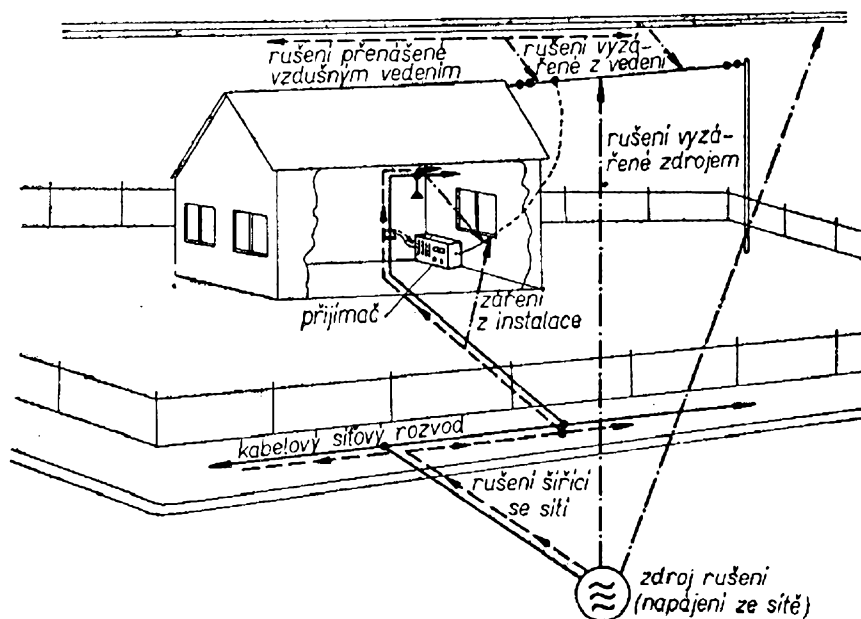 rušení přenášené
vzdušným vedením
rušení vyzá-
řené z vedení
rušení vyzá-
řené zdrojem
přijímač
záření
z instalace
kabelový síťový rozvod
rušení šířící
se sítí
zdroj rušení
(napájení ze sítě)